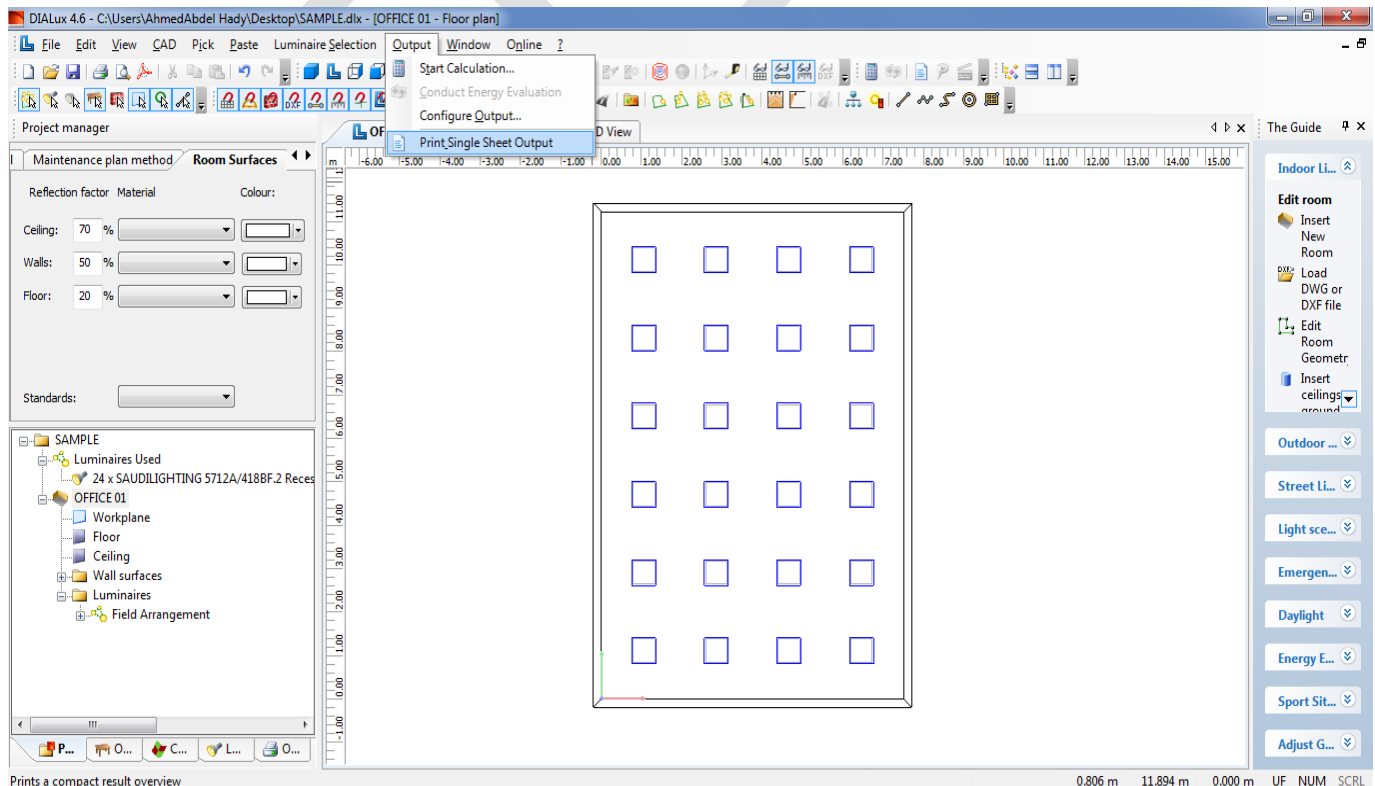 DIALux 4.6 - C:\Users\AhmedAbdel Hady\Desktop\SAMPLE.dlx - [OFFICE 01 - Floor plan]
File Edit View CAD Pick Paste Luminaire Selection Output Window Online ?
Start Calculation...
Conduct Energy Evaluation
Configure Output...
Print Single Sheet Output
Project manager
OF
D View
The Guide
Maintenance plan method
Room Surfaces
m -6.00 -5.00 -4.00 -3.00 -2.00 -1.00 0.00 1.00 2.00 3.00 4.00 5.00 6.00 7.00 8.00 9.00 10.00 11.00 12.00 13.00 14.00 15.00
Reflection factor Material Colour:
Ceiling: 70 %
Walls: 50 %
Floor: 20 %
Standards:
SAMPLE
Luminaires Used
24 x SAUDILIGHTING 5712A/418BF.2 Reces
OFFICE 01
Workplane
Floor
Ceiling
Wall surfaces
Luminaires
Field Arrangement
P... O... C... L... O...
11.00
10.00
9.00
8.00
7.00
6.00
5.00
4.00
3.00
2.00
1.00
0.00
-1.00
Indoor Li...
Edit room
Insert
New
Room
Load
DWG or
DXF file
Edit
Room
Geometr
Insert
ceilings
ground
Outdoor ...
Street Li...
Light sce...
Emergen...
Daylight
Energy E...
Sport Sit...
Adjust G...
Prints a compact result overview
0.806 m 11.894 m 0.000 m UF NUM SCRL